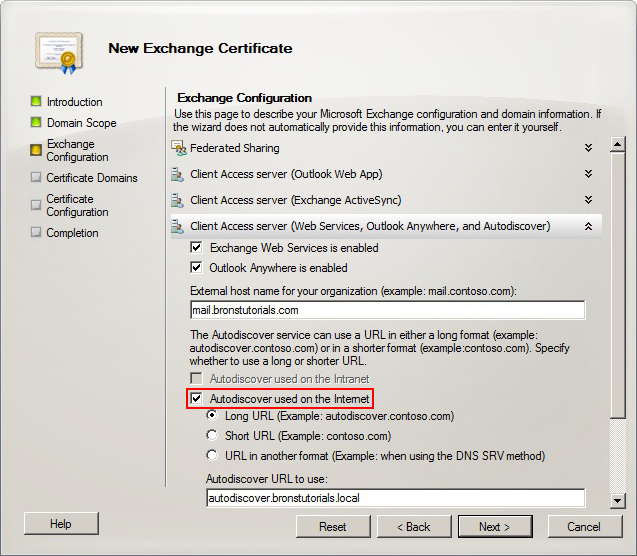 New Exchange Certificate
Introduction
Domain Scope
Exchange
Configuration
Certificate Domains
Certificate
Configuration
Completion
Exchange Configuration
Use this page to describe your Microsoft Exchange configuration and domain information. If
the wizard does not automatically provide this information, you can enter it yourself.
Federated Sharing
Client Access server (Outlook Web App)
Client Access server (Exchange ActiveSync)
Client Access server (Web Services, Outlook Anywhere, and Autodiscover)
Exchange Web Services is enabled
Outlook Anywhere is enabled
External host name for your organization (example: mail.contoso.com):
mail.bronstutorials.com
The Autodiscover service can use a URL in either a long format (example:
autodiscover.contoso.com) or in a shorter format (example:contoso.com). Specify
whether to use a long or shorter URL.
Autodiscover used on the Intranet
Autodiscover used on the Internet
Long URL (Example: autodiscover.contoso.com)
Short URL (Example: contoso.com)
URL in another format (Example: when using the DNS SRV method)
Autodiscover URL to use:
autodiscover.bronstutorials.local
Help
Reset
< Back
Next >
Cancel